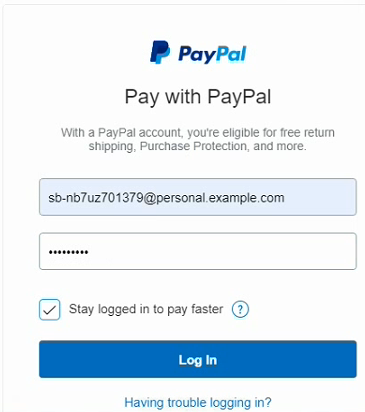 PayPal
Pay with PayPal
With a PayPal account, you're eligible for free return
shipping, Purchase Protection, and more.
sb-nb7uz701379@personal.example.com
•••••••••
Stay logged in to pay faster ?
Log In
Having trouble logging in?